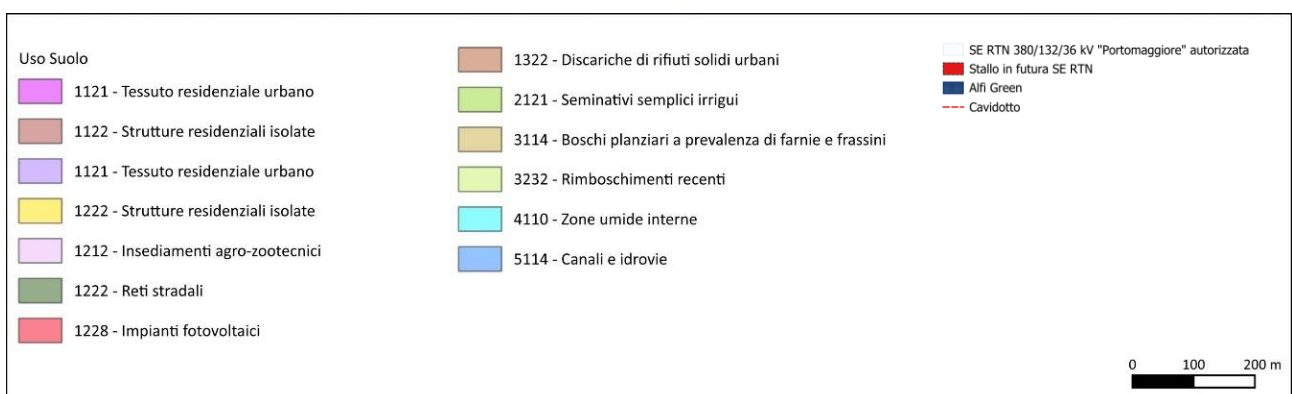 Uso Suolo
1121 - Tessuto residenziale urbano
1122 - Strutture residenziali isolate
1121 - Tessuto residenziale urbano
1222 - Strutture residenziali isolate
1212 - Insediamenti agro-zootecnici
1222 - Reti stradali
1228 - Impianti fotovoltaici
1322 - Discariche di rifiuti solidi urbani
2121 - Seminativi semplici irrigui
3114 - Boschi planziari a prevalenza di farnie e frassini
3232 - Rimboschimenti recenti
4110 - Zone umide interne
5114 - Canali e idrovie
SE RTN 380/132/36 kV "Portomaggiore" autorizzata
Stallo in futura SE RTN
Alfi Green
Cavidotto
0 100 200 m